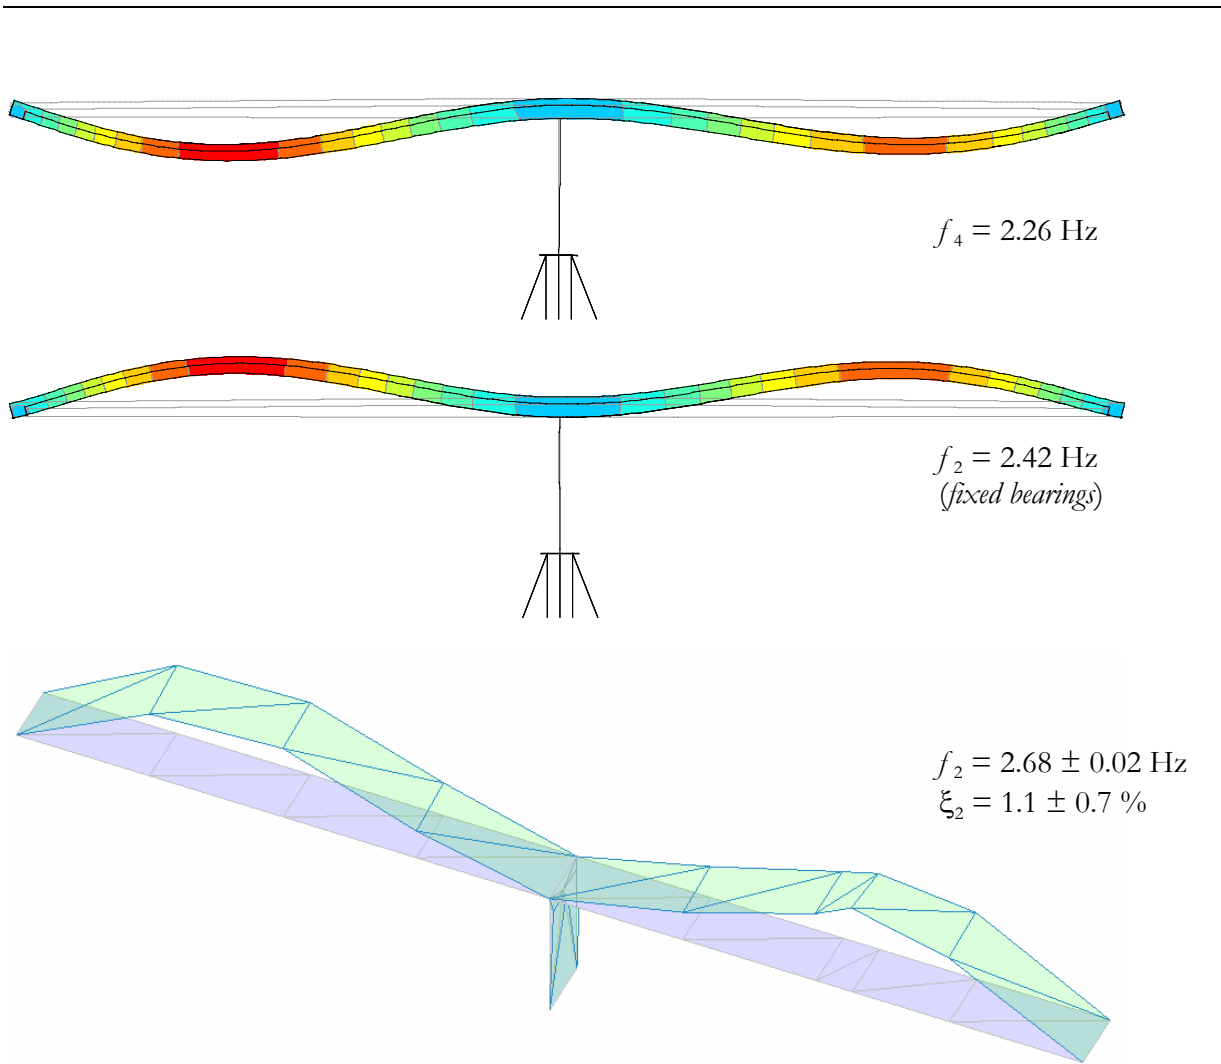 f₄ = 2.26 Hz
f₂ = 2.42 Hz
(fixed bearings)
f₂ = 2.68 ± 0.02 Hz
ξ₂ = 1.1 ± 0.7 %